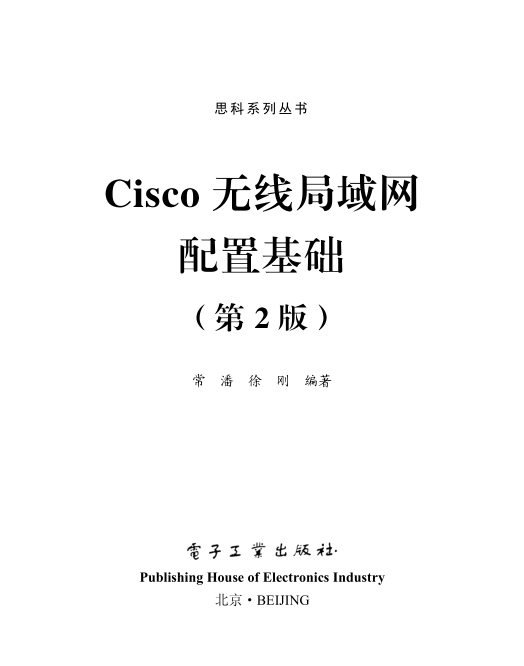 思科系列丛书
Cisco 无线局域网
配置基础
（第 2 版）
常 潘 徐 刚 编著
電子工業出版社·
Publishing House of Electronics Industry
北京·BEIJING